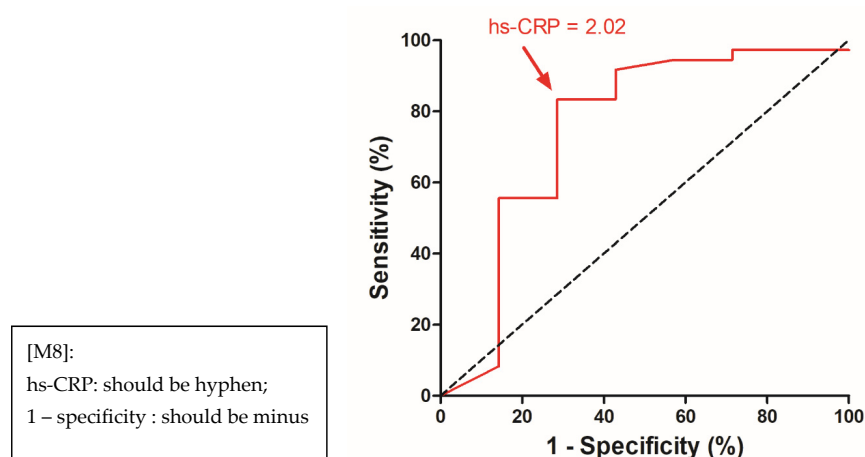 [M8]:
hs-CRP: should be hyphen;
1 – specificity : should be minus
hs-CRP = 2.02
Sensitivity (%)
100
80
60
40
20
0
0 20 40 60 80 100
1 - Specificity (%)